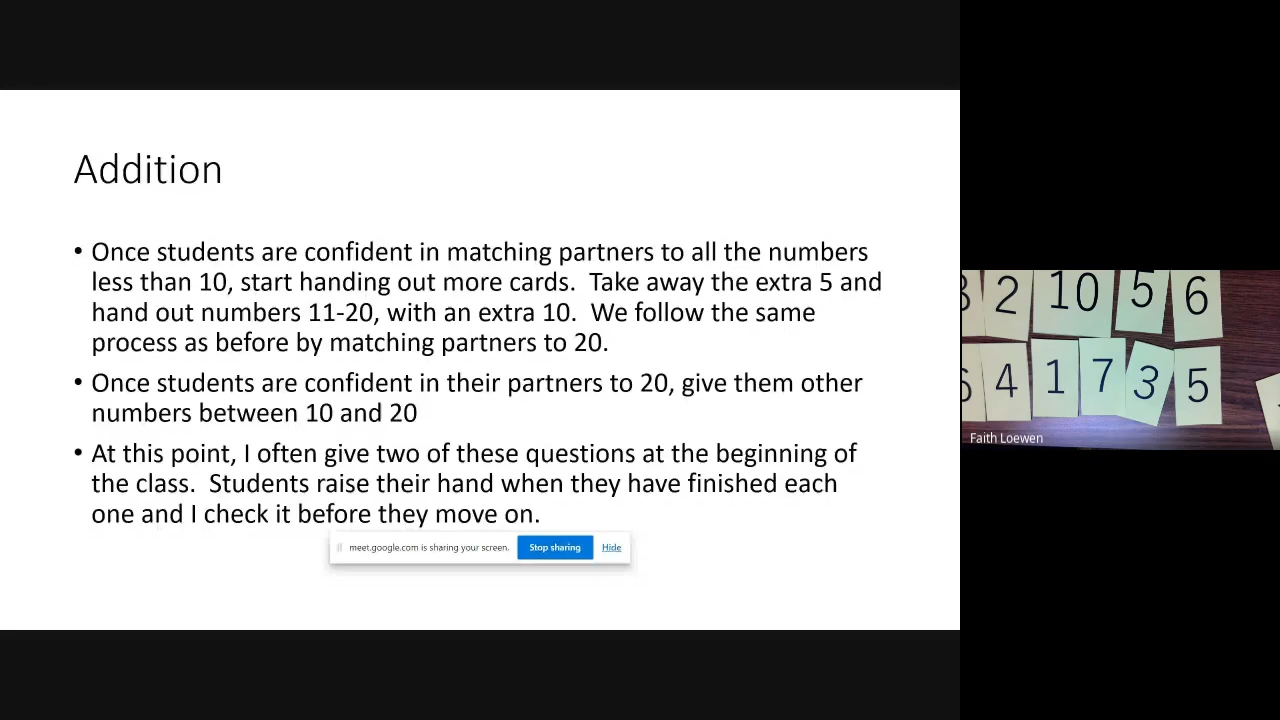 Addition
• Once students are confident in matching partners to all the numbers
less than 10, start handing out more cards.  Take away the extra 5 and
hand out numbers 11-20, with an extra 10.  We follow the same
process as before by matching partners to 20.
• Once students are confident in their partners to 20, give them other
numbers between 10 and 20
• At this point, I often give two of these questions at the beginning of
the class.  Students raise their hand when they have finished each
one and I check it before they move on.
meet.google.com is sharing your screen. Stop sharing Hide
2 10 5 6
4 1 7 3 5
Faith Loewen